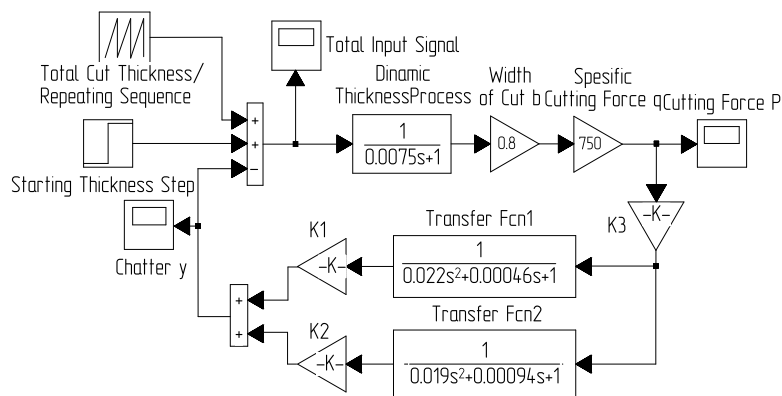 Total Cut Thickness/
Repeating Sequence
Total Input Signal
Dinamic
ThicknessProcess
Width
of Cut b
Spesific
Cutting Force q
Cutting Force P
+
+
−
1
0.0075s+1
0.8
750
Starting Thickness Step
Chatter y
K1
-K-
Transfer Fcn1
1
0.022s²+0.00046s+1
K3
-K-
+
+
K2
-K-
Transfer Fcn2
1
0.019s²+0.00094s+1